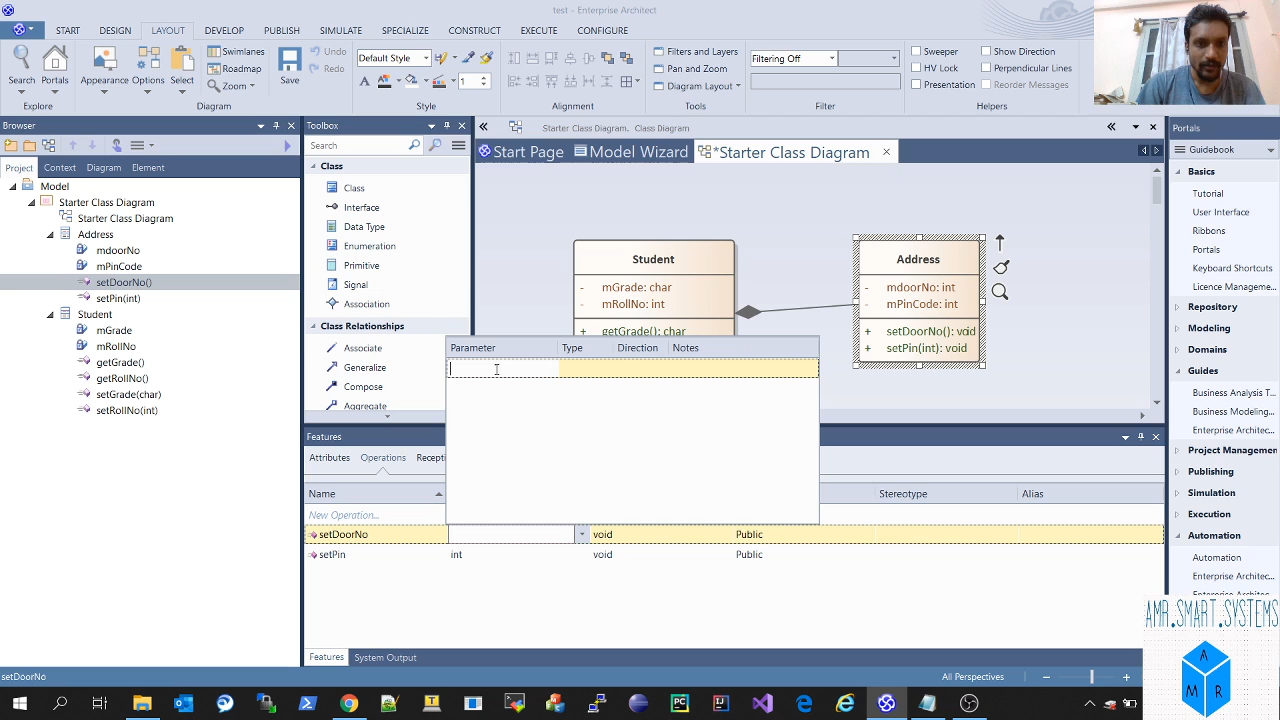 test - Enterprise Architect
START DESIGN LAYOUT DEVELOP PUBLISH SIMULATE SPECIALIZE EXECUTE CONFIGURE
Search
Portals
Explore
Appearance
Options
Select
Swimlanes
Roadmap
Zoom
Diagram
Save
Undo
Redo
Default Style
1
Style
Alignment
Filters and Layers
Pan and Zoom
Diagram Layout
Tools
Filtering Off
Filter
Sweeper
Show Direction
HV Lock
Perpendicular Lines
Presentation
Reorder Messages
Helpers
Browser
Project Context Diagram Element
Model
Starter Class Diagram
Starter Class Diagram
Address
mdoorNo
mPinCode
setDoorNo()
setPin(int)
Student
mGrade
mRollNo
getGrade()
getRollNo()
setGrade(char)
setRollNo(int)
Toolbox
Search
Class
Class
Interface
Data Type
Enumeration
Primitive
Signal
Association
Class Relationships
Associate
Generalize
Compose
Aggregate
Starter Class Diagram. Class Diagram
Start Page Model Wizard *Starter Class Diagram
Student
- mGrade: char
- mRollNo: int
+ getGrade(): char
Address
- mdoorNo: int
- mPinCode: int
+ setDoorNo(): void
+ setPin(int): void
Parameter Type Direction Notes
Features
Attributes Operations Recepti
Name Stereotype Alias
New Operation...
setDoorNo void Public
setPin int void Public
Features System Output
Portals
Guidebook
Basics
Tutorial
User Interface
Ribbons
Portals
Keyboard Shortcuts
Licence Manageme...
Repository
Modeling
Domains
Guides
Business Analysis T...
Business Modeling...
Enterprise Architec...
Project Managemen
Publishing
Simulation
Execution
Automation
Automation
Enterprise Architec...
Enterprise Architec...
AMR.SMART.SYSTEMS
A
M R
setDoorNo
All Perspectives